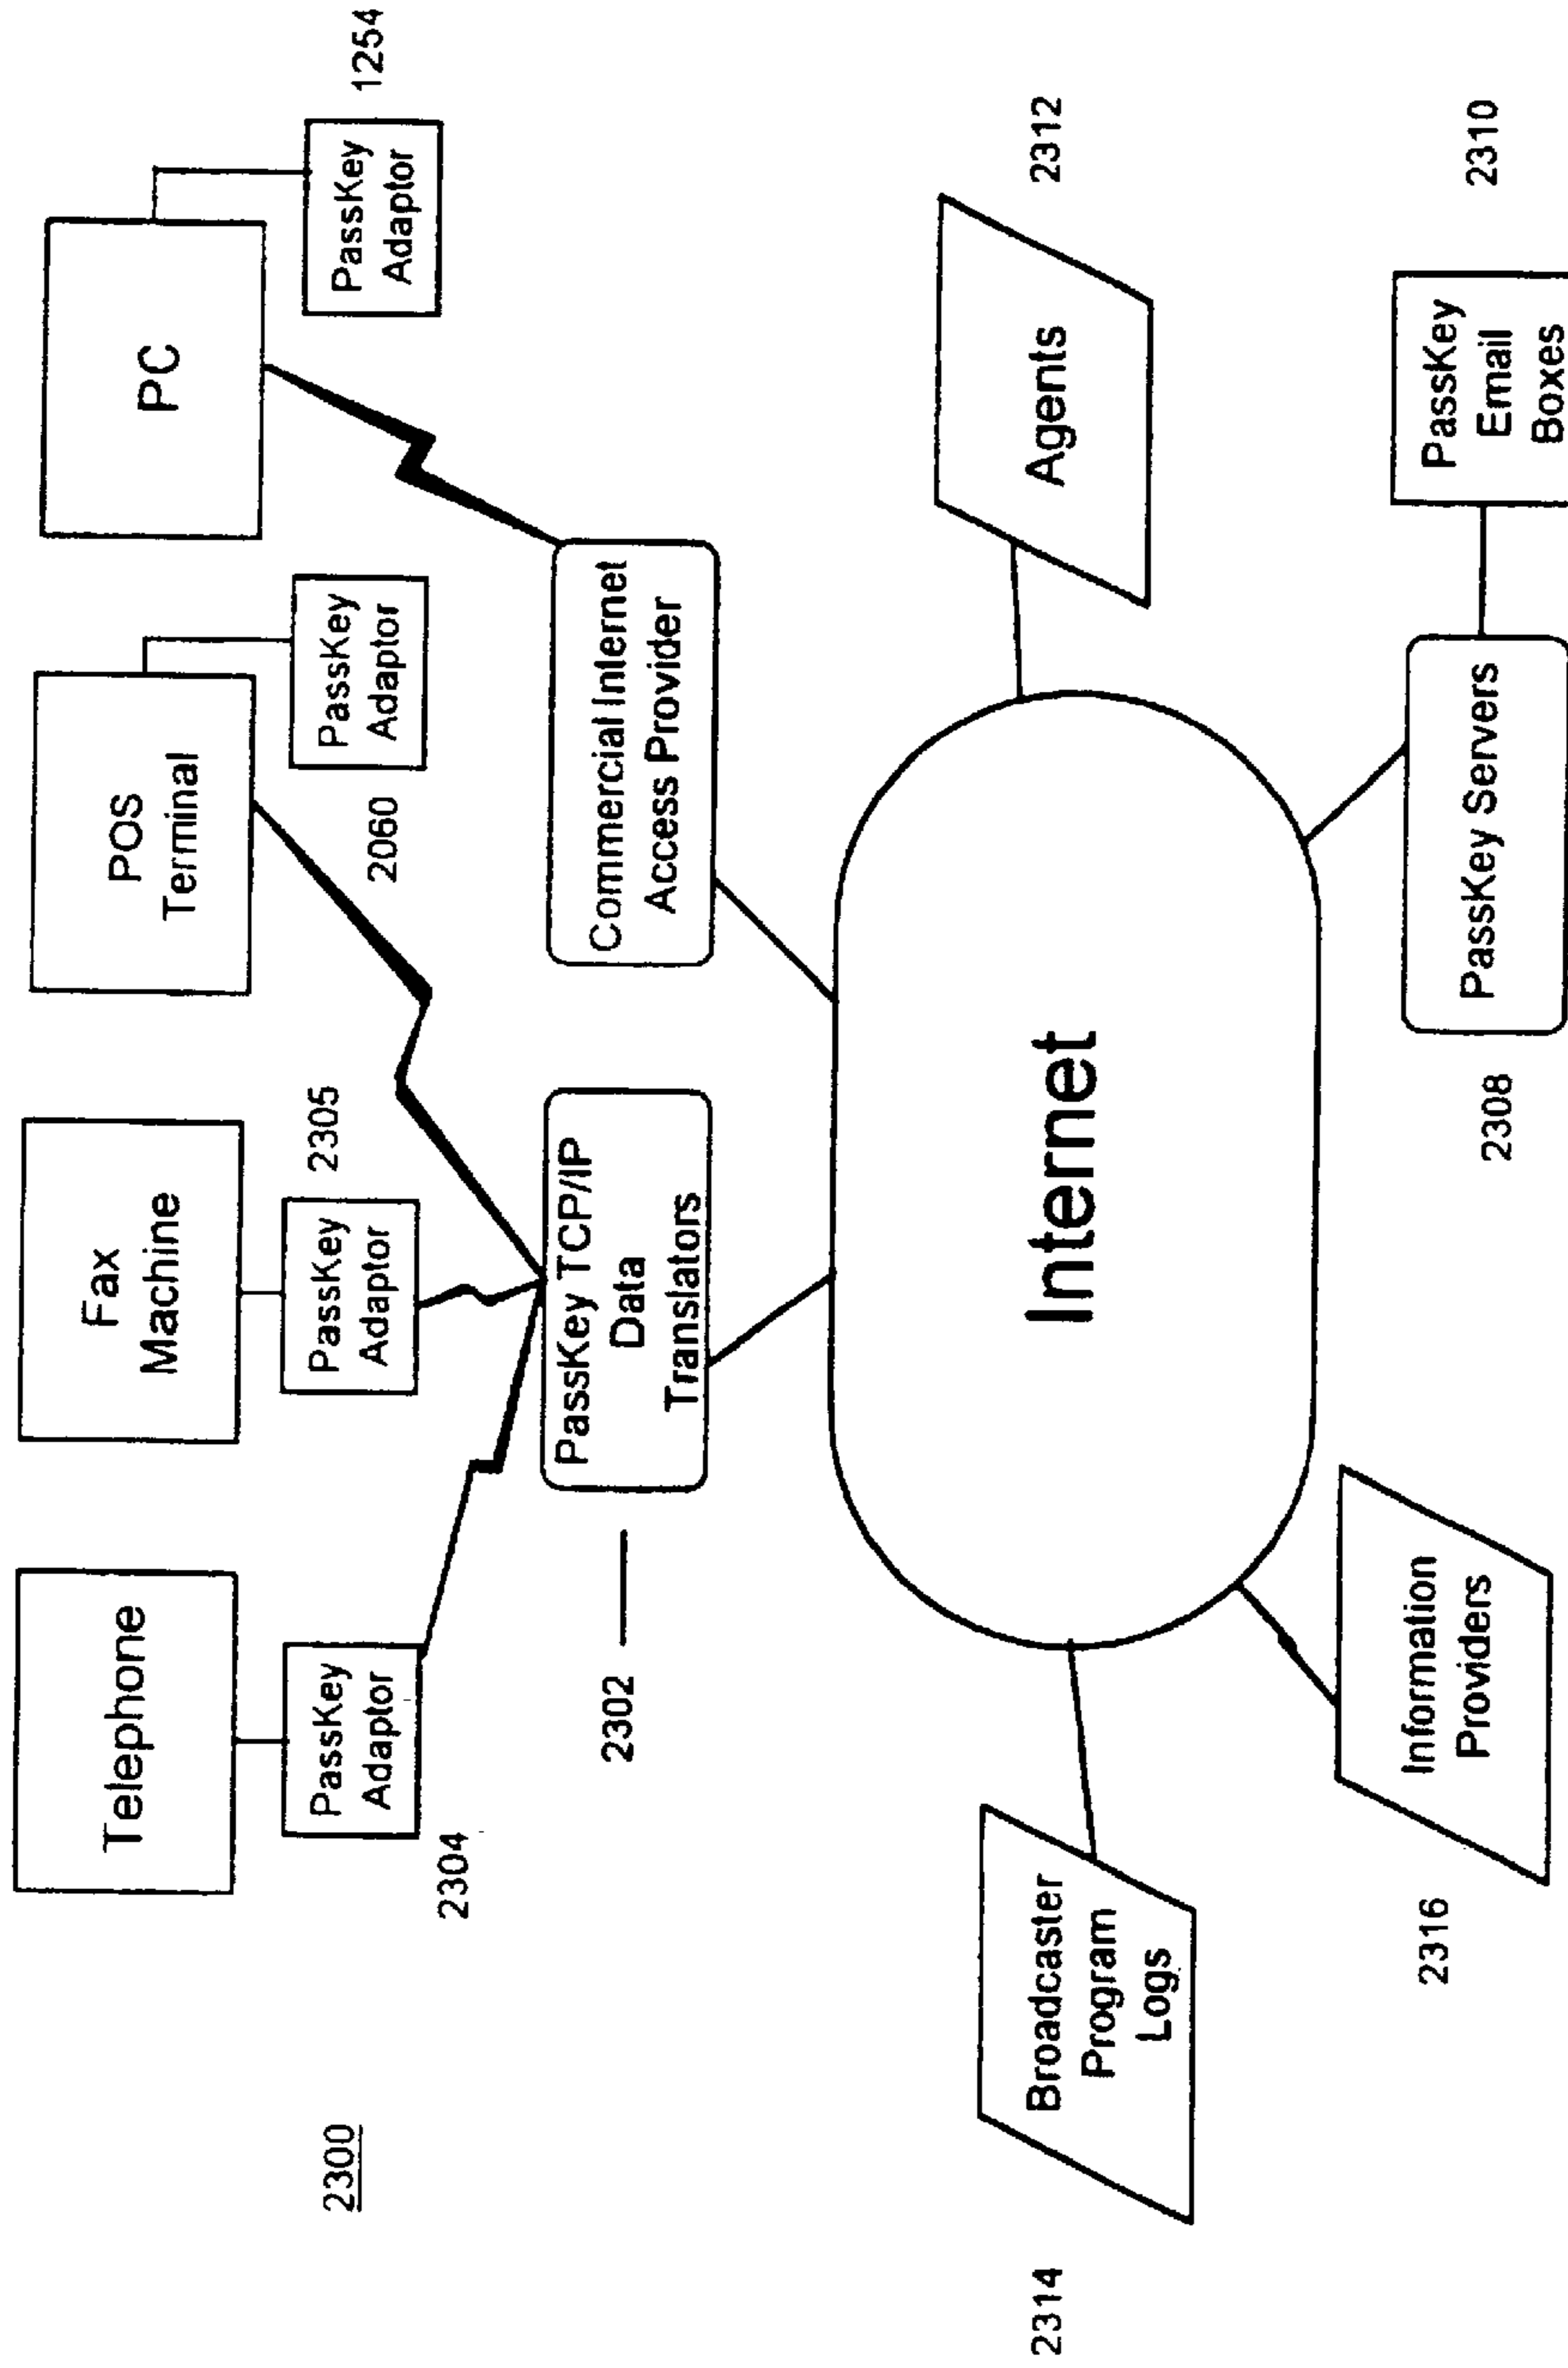 2300
Telephone
PassKey
Adaptor
2304
Fax
Machine
PassKey
Adaptor
2305
POS
Terminal
PassKey
Adaptor
2060
PC
PassKey
Adaptor
1254
2302
PassKey TCP/IP
Data
Translators
Commercial Internet
Access Provider
2314
Broadcaster
Program
Logs
Internet
Agents
2312
2316
Information
Providers
2308
PassKey Servers
PassKey
Email
Boxes
2310